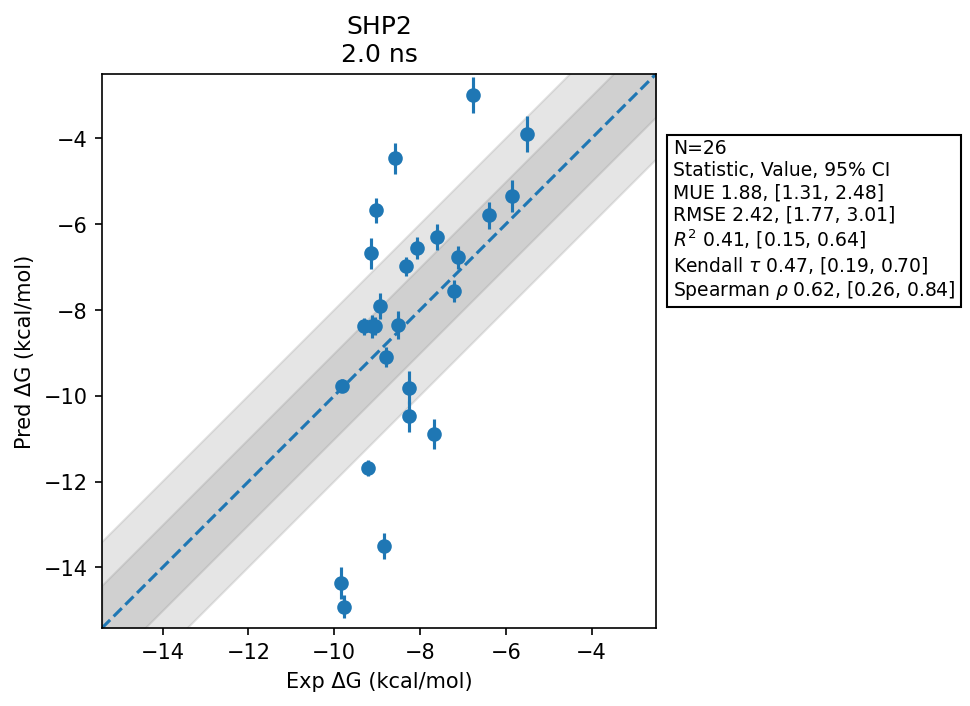 SHP2
2.0 ns
−4
−6
−8
−10
−12
−14
Pred ΔG (kcal/mol)
−14
−12
−10
−8
−6
−4
Exp ΔG (kcal/mol)
N=26
Statistic, Value, 95% CI
MUE 1.88, [1.31, 2.48]
RMSE 2.42, [1.77, 3.01]
R² 0.41, [0.15, 0.64]
Kendall τ 0.47, [0.19, 0.70]
Spearman ρ 0.62, [0.26, 0.84]